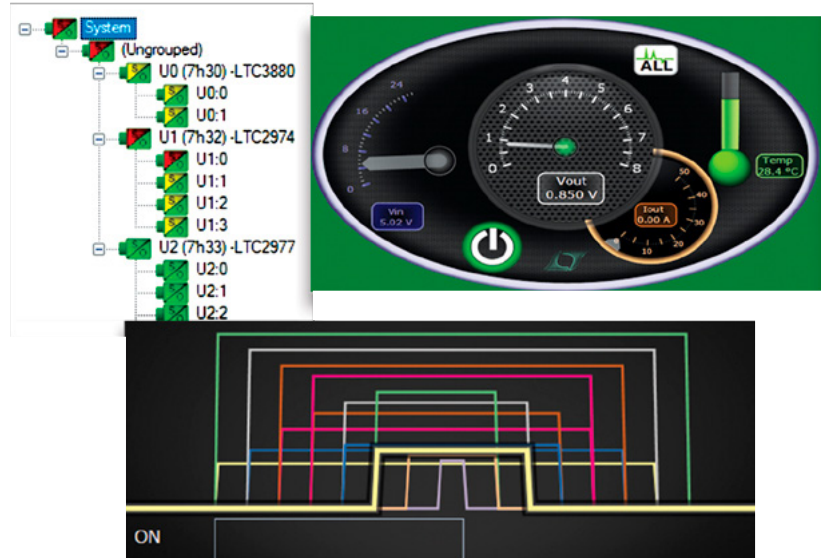 System
(Ungrouped)
U0 (7h30) -LTC3880
U0:0
U0:1
U1 (7h32) -LTC2974
U1:0
U1:1
U1:2
U1:3
U2 (7h33) -LTC2977
U2:0
U2:1
U2:2
ALL
24
16
8
0
Vin
5.02 V
0
1
2
3
4
5
6
7
8
Vout
0.850 V
50
40
30
20
10
Iout
0.00 A
Temp
28,4 °C
ON